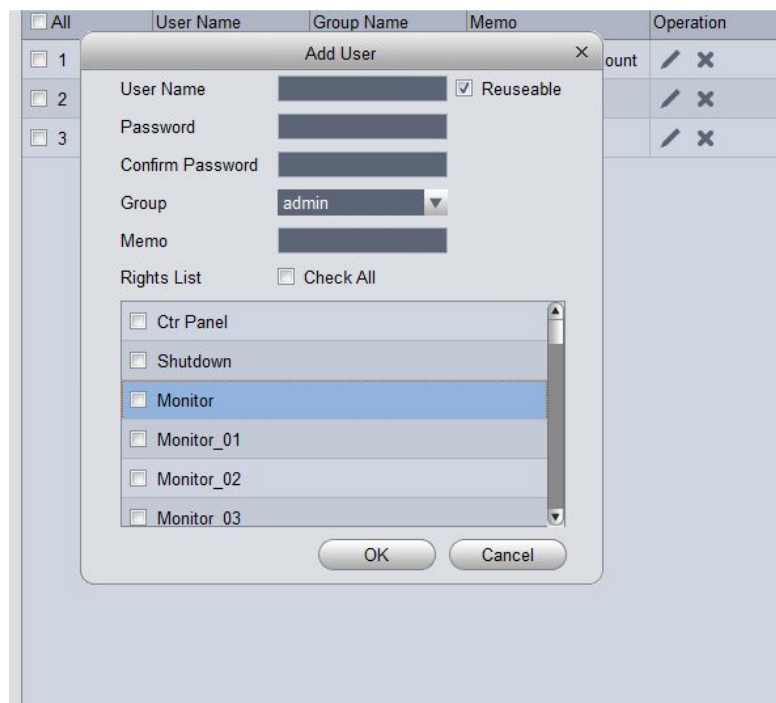 All User Name Group Name Memo Operation
Add User ×
1 ount
User Name Reuseable
2
Password
3
Confirm Password
Group admin
Memo
Rights List Check All
Ctr Panel
Shutdown
Monitor
Monitor_01
Monitor_02
Monitor_03
OK Cancel